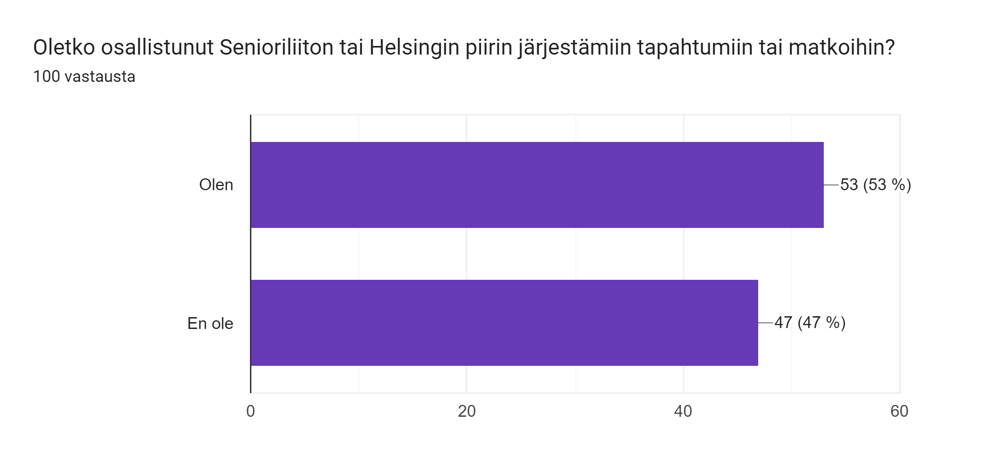 Oletko osallistunut Senioriliiton tai Helsingin piirin järjestämiin tapahtumiin tai matkoihin?
100 vastausta
Olen
53 (53 %)
En ole
47 (47 %)
0 20 40 60